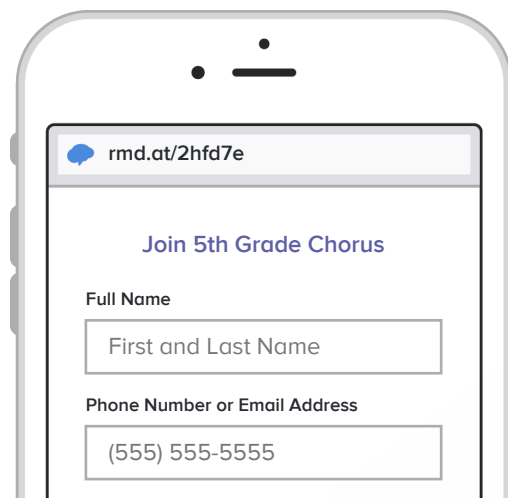 rmd.at/2hfd7e
Join 5th Grade Chorus
Full Name
First and Last Name
Phone Number or Email Address
(555) 555-5555